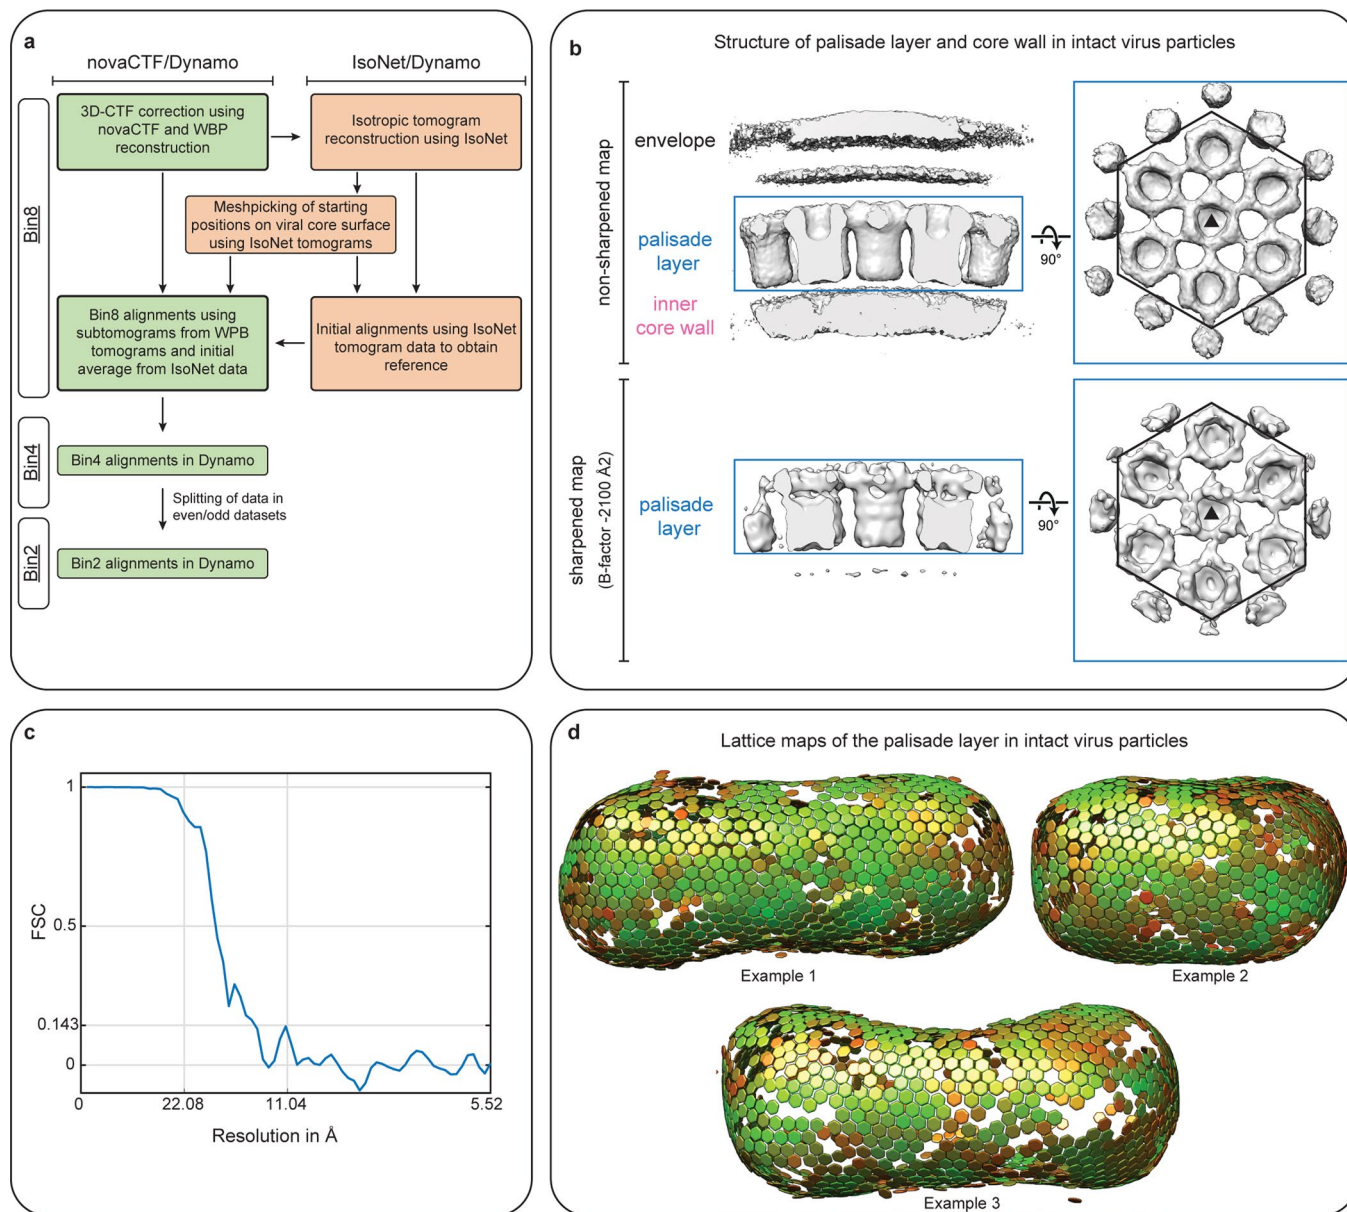 a
novaCTF/Dynamo
IsoNet/Dynamo
Bin8
3D-CTF correction using
novaCTF and WBP
reconstruction
Isotropic tomogram
reconstruction using IsoNet
Meshpicking of starting
positions on viral core surface
using IsoNet tomograms
Bin8 alignments using
subtomograms from WPB
tomograms and initial
average from IsoNet data
Initial alignments using IsoNet
tomogram data to obtain
reference
Bin4
Bin4 alignments in Dynamo
Splitting of data in
even/odd datasets
Bin2
Bin2 alignments in Dynamo
b
Structure of palisade layer and core wall in intact virus particles
non-sharpened map
envelope
palisade
layer
inner
core wall
90°
sharpened map
(B-factor -2100 Å2)
palisade
layer
90°
c
FSC
1
0.5
0.143
0
0
22.08
11.04
5.52
Resolution in Å
d
Lattice maps of the palisade layer in intact virus particles
Example 1
Example 2
Example 3